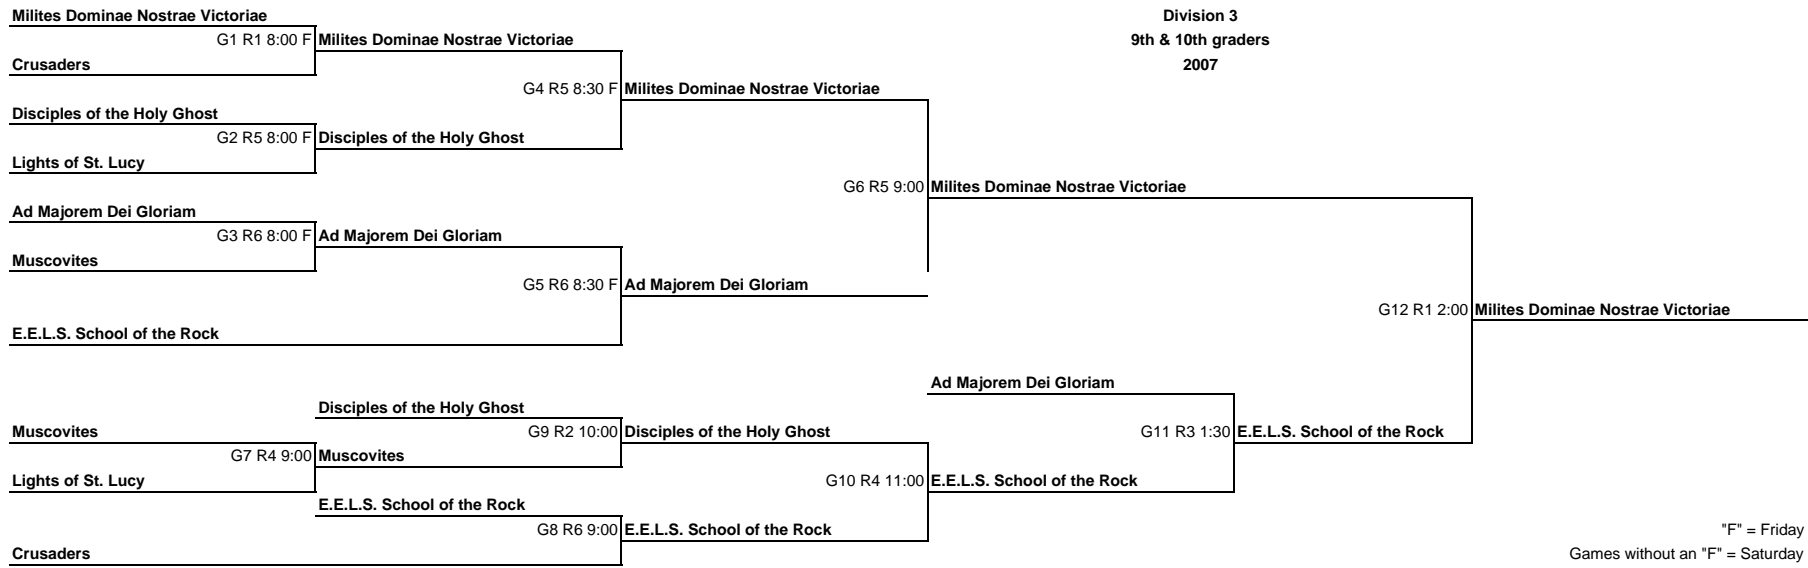 Milites Dominae Nostrae Victoriae
Division 3
G1 R1 8:00 F Milites Dominae Nostrae Victoriae
9th & 10th graders
Crusaders
2007
G4 R5 8:30 F Milites Dominae Nostrae Victoriae
Disciples of the Holy Ghost
G2 R5 8:00 F Disciples of the Holy Ghost
Lights of St. Lucy
G6 R5 9:00 Milites Dominae Nostrae Victoriae
Ad Majorem Dei Gloriam
G3 R6 8:00 F Ad Majorem Dei Gloriam
Muscovites
G5 R6 8:30 F Ad Majorem Dei Gloriam
G12 R1 2:00 Milites Dominae Nostrae Victoriae
E.E.L.S. School of the Rock
Ad Majorem Dei Gloriam
Disciples of the Holy Ghost
Muscovites
G9 R2 10:00 Disciples of the Holy Ghost
G11 R3 1:30 E.E.L.S. School of the Rock
G7 R4 9:00 Muscovites
Lights of St. Lucy
G10 R4 11:00 E.E.L.S. School of the Rock
E.E.L.S. School of the Rock
G8 R6 9:00 E.E.L.S. School of the Rock
"F" = Friday
Crusaders
Games without an "F" = Saturday